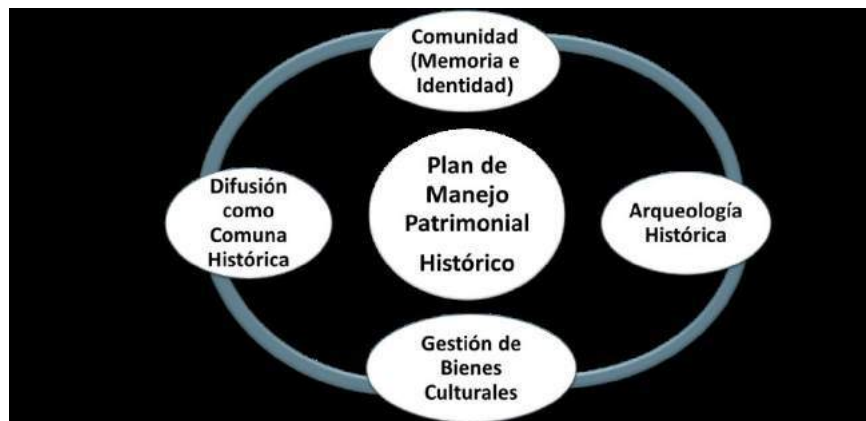 Comunidad
(Memoria e
Identidad)
Plan de
Manejo
Patrimonial
Histórico
Difusión
como
Comuna
Histórica
Arqueología
Histórica
Gestión de
Bienes
Culturales